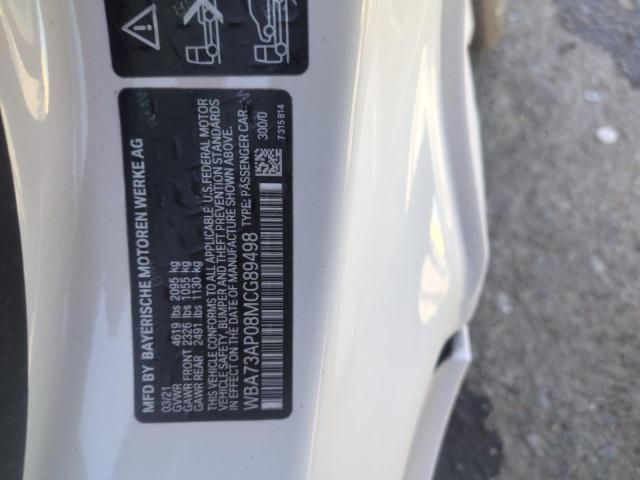 MFD BY BAYERISCHE MOTOREN WERKE AG
03/21
GVWR 4619 lbs 2095 kg
GAWR FRONT 2326 lbs 1055 kg
GAWR REAR 2491 lbs 1130 kg
THIS VEHICLE CONFORMS TO ALL APPLICABLE U.S. FEDERAL MOTOR
VEHICLE SAFETY, BUMPER AND THEFT PREVENTION STANDARDS
IN EFFECT ON THE DATE OF MANUFACTURE SHOWN ABOVE.
WBA73AP08MCG89498 TYPE: PASSENGER CAR
300/0
7315814